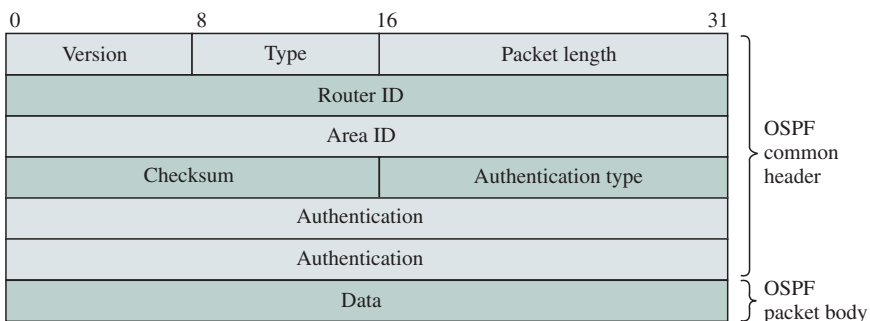 0 8 16 31
Version Type Packet length
Router ID
Area ID
Checksum Authentication type
Authentication
Authentication
Data
OSPF
common
header
OSPF
packet body